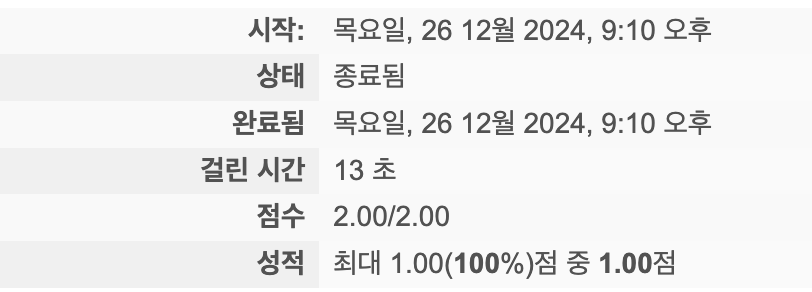 시작: 목요일, 26 12월 2024, 9:10 오후
상태 종료됨
완료됨 목요일, 26 12월 2024, 9:10 오후
걸린 시간 13 초
점수 2.00/2.00
성적 최대 1.00(100%)점 중 1.00점